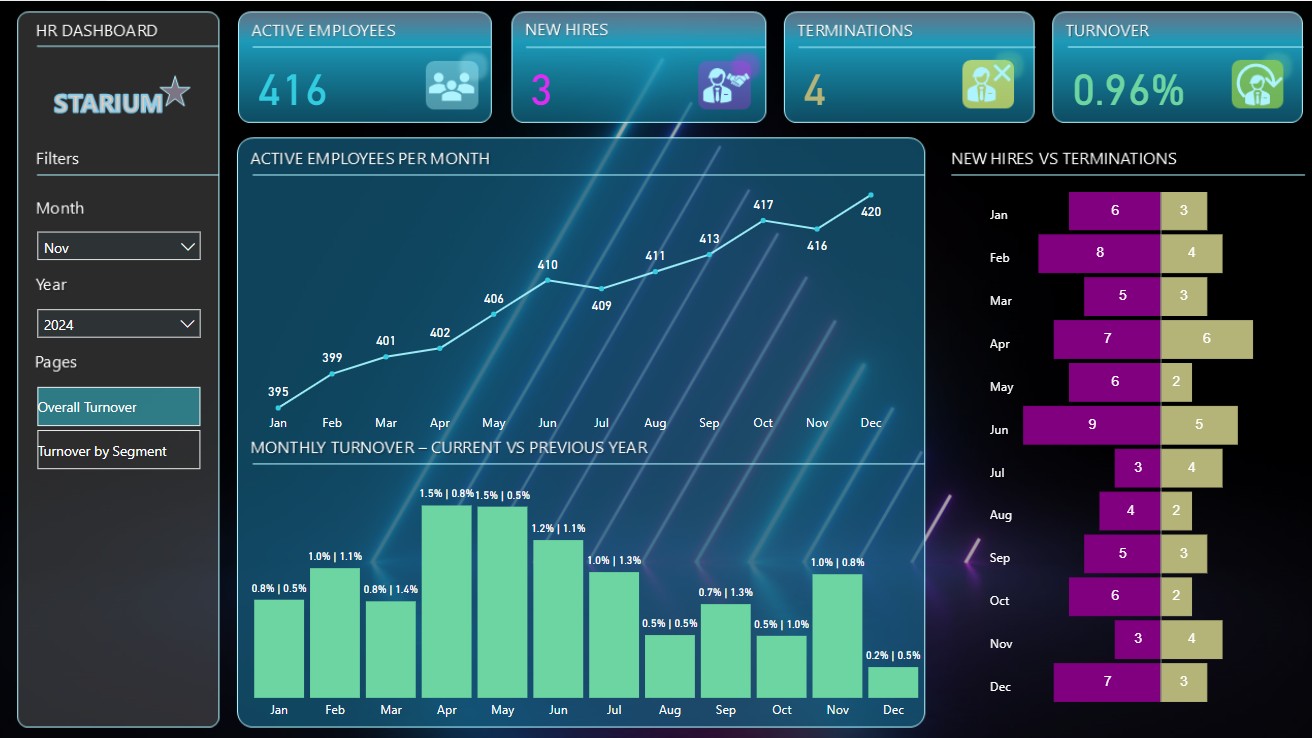 HR DASHBOARD
STARIUM
Filters
Month
Nov
Year
2024
Pages
Overall Turnover
Turnover by Segment
ACTIVE EMPLOYEES
416
NEW HIRES
3
TERMINATIONS
4
TURNOVER
0.96%
ACTIVE EMPLOYEES PER MONTH
395
399
401
402
406
410
409
411
413
417
416
420
Jan Feb Mar Apr May Jun Jul Aug Sep Oct Nov Dec
MONTHLY TURNOVER – CURRENT VS PREVIOUS YEAR
0.8% | 0.5%
1.0% | 1.1%
0.8% | 1.4%
1.5% | 0.8%
1.5% | 0.5%
1.2% | 1.1%
1.0% | 1.3%
0.5% | 0.5%
0.7% | 1.3%
0.5% | 1.0%
1.0% | 0.8%
0.2% | 0.5%
Jan Feb Mar Apr May Jun Jul Aug Sep Oct Nov Dec
NEW HIRES VS TERMINATIONS
Jan 6 3
Feb 8 4
Mar 5 3
Apr 7 6
May 6 2
Jun 9 5
Jul 3 4
Aug 4 2
Sep 5 3
Oct 6 2
Nov 3 4
Dec 7 3